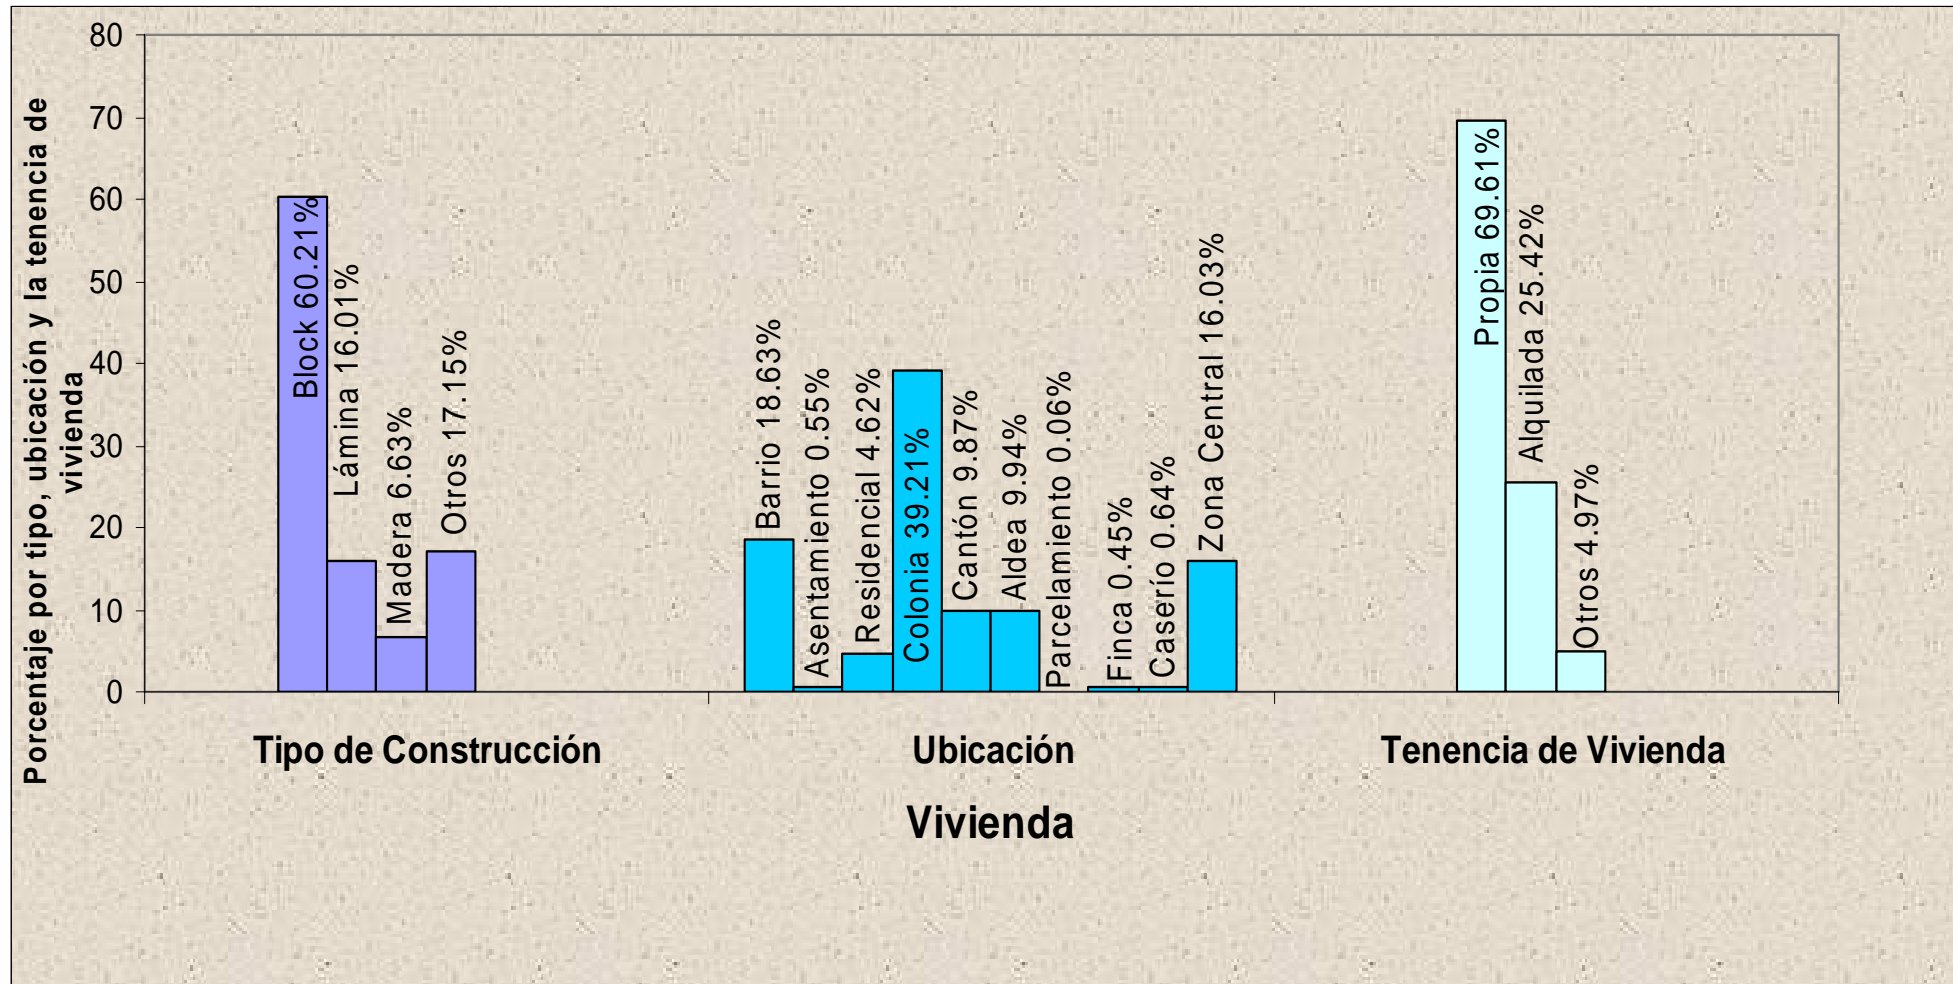 Porcentaje por tipo, ubicación y la tenencia de
vivienda
80
70
60
50
40
30
20
10
0
Block 60.21%
Lámina 16.01%
Madera 6.63%
Otros 17.15%
Barrio 18.63%
Asentamiento 0.55%
Residencial 4.62%
Colonia 39.21%
Cantón 9.87%
Aldea 9.94%
Parcelamiento 0.06%
Finca 0.45%
Caserío 0.64%
Zona Central 16.03%
Propia 69.61%
Alquilada 25.42%
Otros 4.97%
Tipo de Construcción
Ubicación
Tenencia de Vivienda
Vivienda